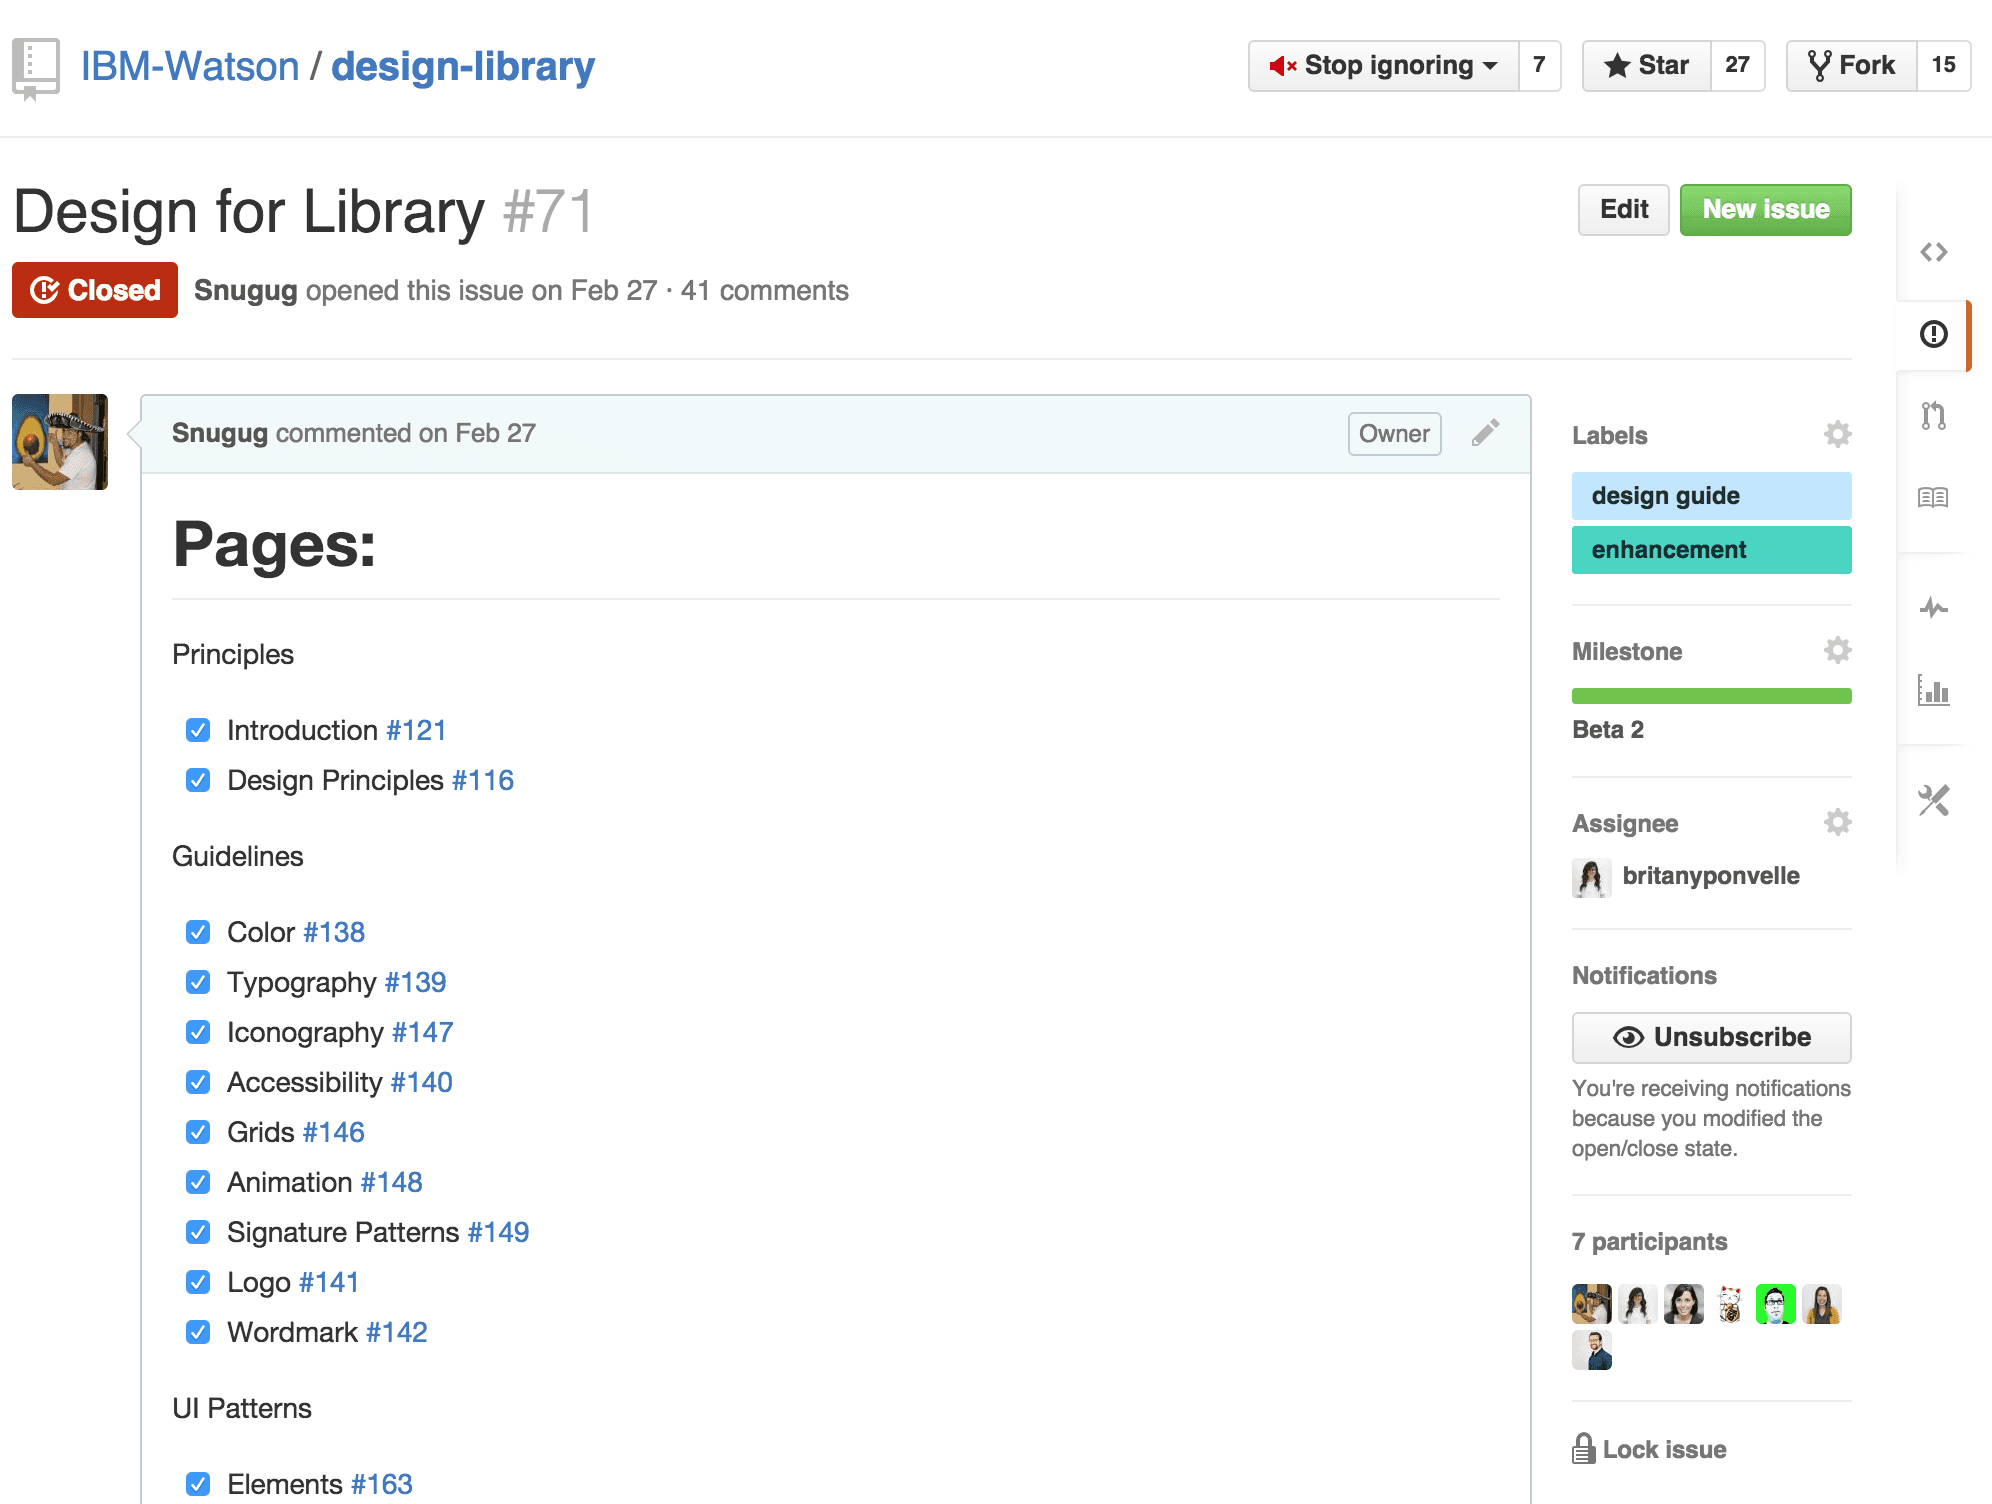 IBM-Watson / design-library
Stop ignoring 7
Star 27
Fork 15
Design for Library #71
Edit
New issue
Closed
Snugug opened this issue on Feb 27 · 41 comments
Snugug commented on Feb 27
Owner
Pages:
Principles
Introduction #121
Design Principles #116
Guidelines
Color #138
Typography #139
Iconography #147
Accessibility #140
Grids #146
Animation #148
Signature Patterns #149
Logo #141
Wordmark #142
UI Patterns
Elements #163
Labels
design guide
enhancement
Milestone
Beta 2
Assignee
britanyponvelle
Notifications
Unsubscribe
You're receiving notifications
because you modified the
open/close state.
7 participants
Lock issue